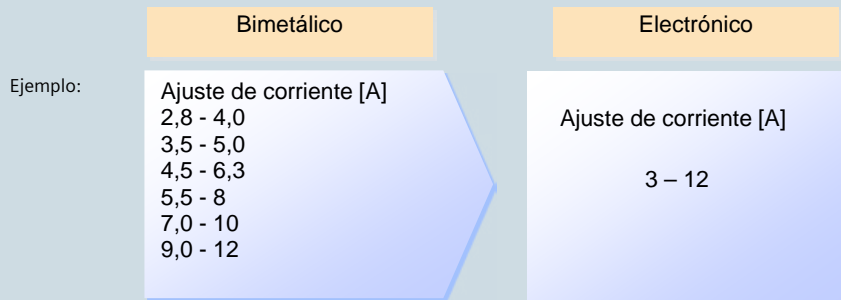 Bimetálico
Electrónico
Ejemplo:
Ajuste de corriente [A]
2,8 - 4,0
3,5 - 5,0
4,5 - 6,3
5,5 - 8
7,0 - 10
9,0 - 12
Ajuste de corriente [A]
3 – 12